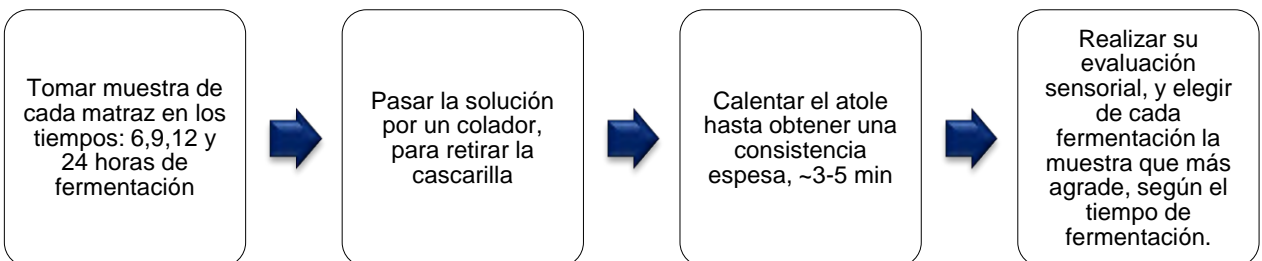 Tomar muestra de
cada matraz en los
tiempos: 6,9,12 y
24 horas de
fermentación
Pasar la solución
por un colador,
para retirar la
cascarilla
Calentar el atole
hasta obtener una
consistencia
espesa, ~3-5 min
Realizar su
evaluación
sensorial, y elegir
de cada
fermentación la
muestra que más
agrade, según el
tiempo de
fermentación.